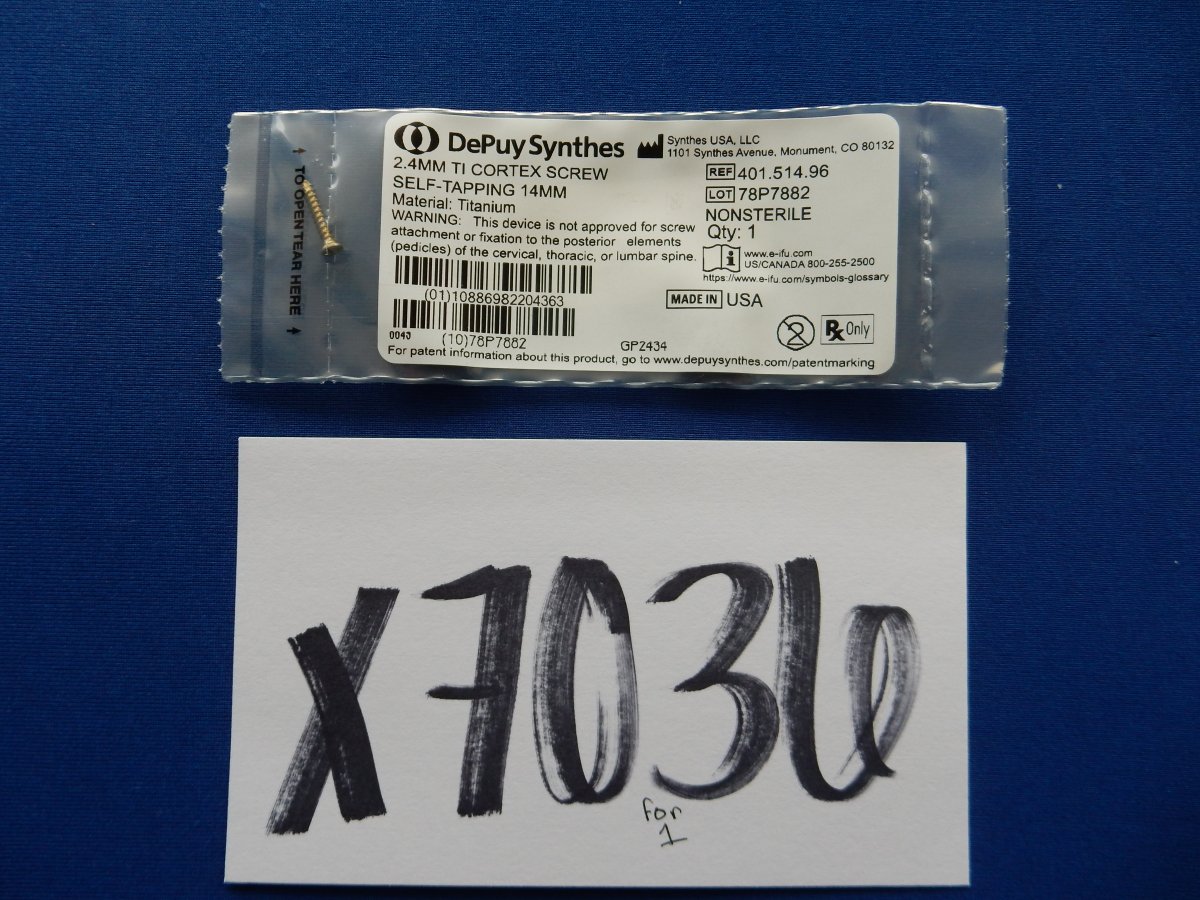 DePuy Synthes
2.4MM TI CORTEX SCREW
SELF-TAPPING 14MM
Material: Titanium
WARNING: This device is not approved for screw
attachment or fixation to the posterior elements
(pedicles) of the cervical, thoracic, or lumbar spine.
(01)10886982204363
(10)78P7882
0043
Synthes USA, LLC
1101 Synthes Avenue, Monument, CO 80132
REF 401.514.96
LOT 78P7882
NONSTERILE
Qty: 1
www.e-ifu.com
US/CANADA 800-255-2500
https://www.e-ifu.com/symbols-glossary
MADE IN USA
2
Rx Only
GP2434
For patent information about this product, go to www.depuysynthes.com/patentmarking
TO OPEN TEAR HERE
X7036
for
1